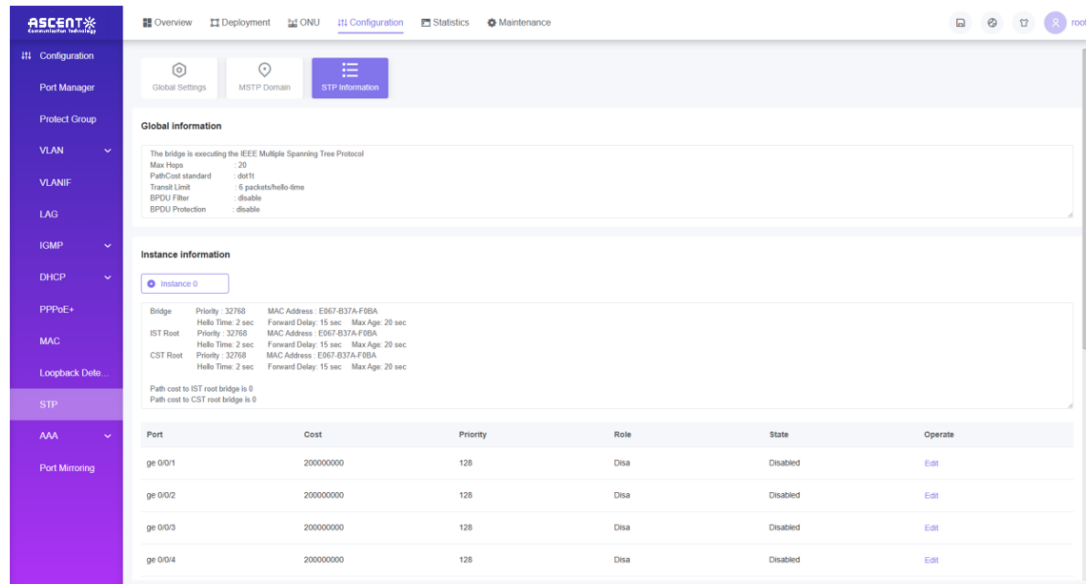 ASCENT
Communication Technology
Overview Deployment ONU Configuration Statistics Maintenance root
Configuration
Port Manager
Protect Group
VLAN
VLANIF
LAG
IGMP
DHCP
PPPoE+
MAC
Loopback Dete...
STP
AAA
Port Mirroring
Global Settings MSTP Domain STP Information
Global information
The bridge is executing the IEEE Multiple Spanning Tree Protocol
Max Hops : 20
PathCost standard : dot1t
Transit Limit : 6 packets/hello-time
BPDU Filter : disable
BPDU Protection : disable
Instance information
Instance 0
Bridge Priority : 32768 MAC Address : E067-B37A-F0BA
Hello Time: 2 sec Forward Delay: 15 sec Max Age: 20 sec
IST Root Priority : 32768 MAC Address : E067-B37A-F0BA
Hello Time: 2 sec Forward Delay: 15 sec Max Age: 20 sec
CST Root Priority : 32768 MAC Address : E067-B37A-F0BA
Hello Time: 2 sec Forward Delay: 15 sec Max Age: 20 sec
Path cost to IST root bridge is 0
Path cost to CST root bridge is 0
Port Cost Priority Role State Operate
ge 0/0/1 200000000 128 Disa Disabled Edit
ge 0/0/2 200000000 128 Disa Disabled Edit
ge 0/0/3 200000000 128 Disa Disabled Edit
ge 0/0/4 200000000 128 Disa Disabled Edit